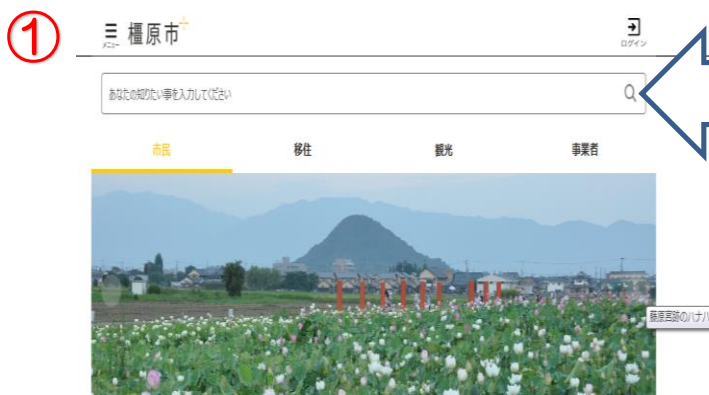 ①
橿原市
メニュー
ログイン
あなたの知りたい事を入力してください
市民
移住
観光
事業者
藤原宮跡のハナハ